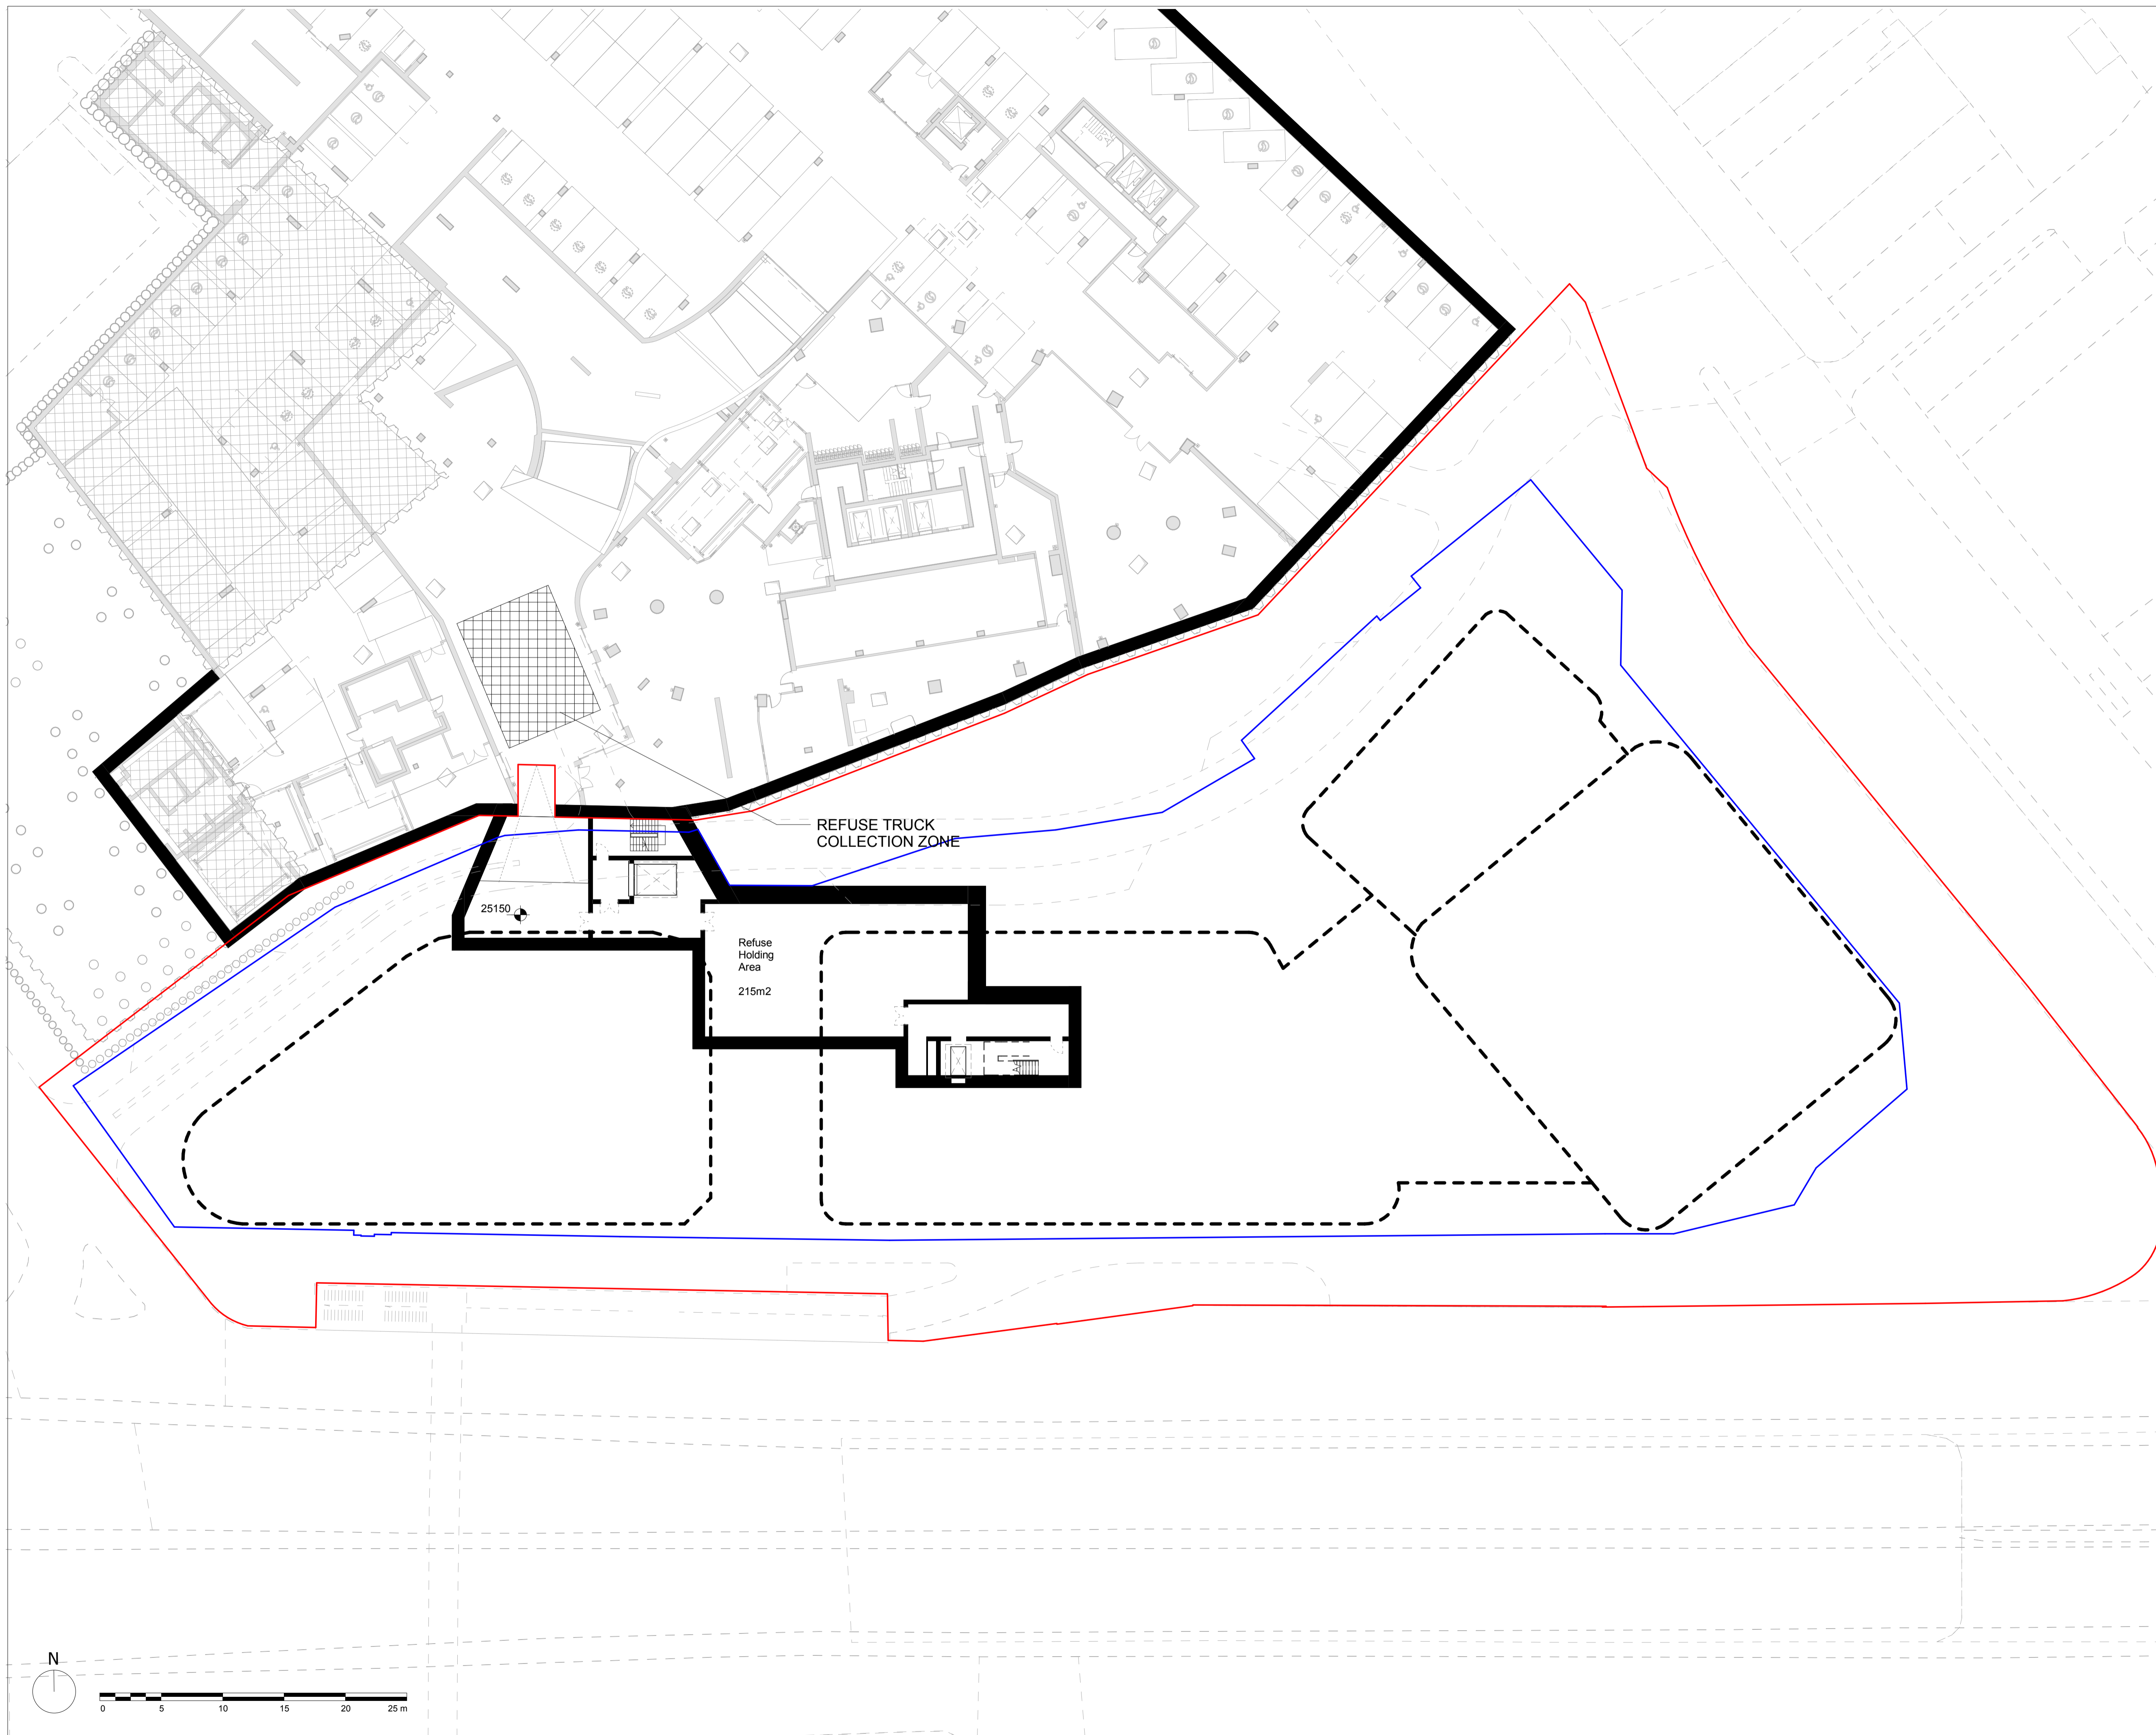 REFUSE TRUCK
COLLECTION ZONE
25150
Refuse
Holding
Area
215m2
N
0 5 10 15 20 25 m